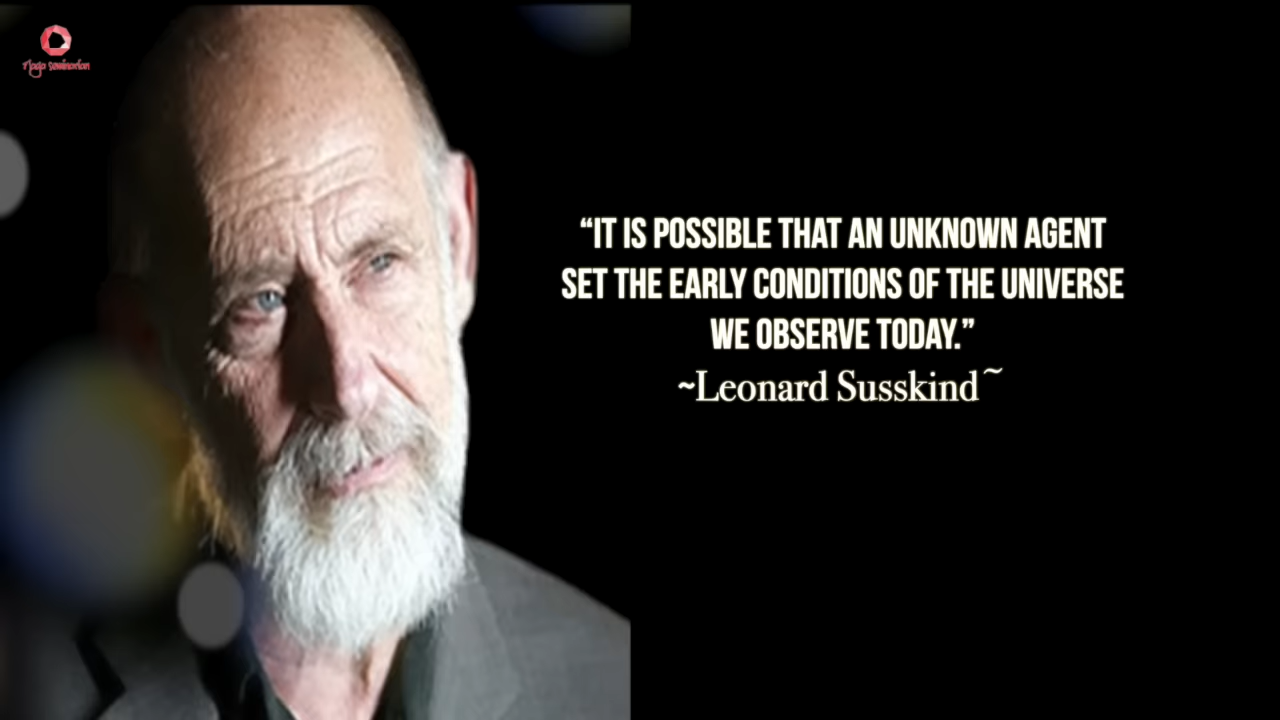 “IT IS POSSIBLE THAT AN UNKNOWN AGENT
SET THE EARLY CONDITIONS OF THE UNIVERSE
WE OBSERVE TODAY.”
~Leonard Susskind~